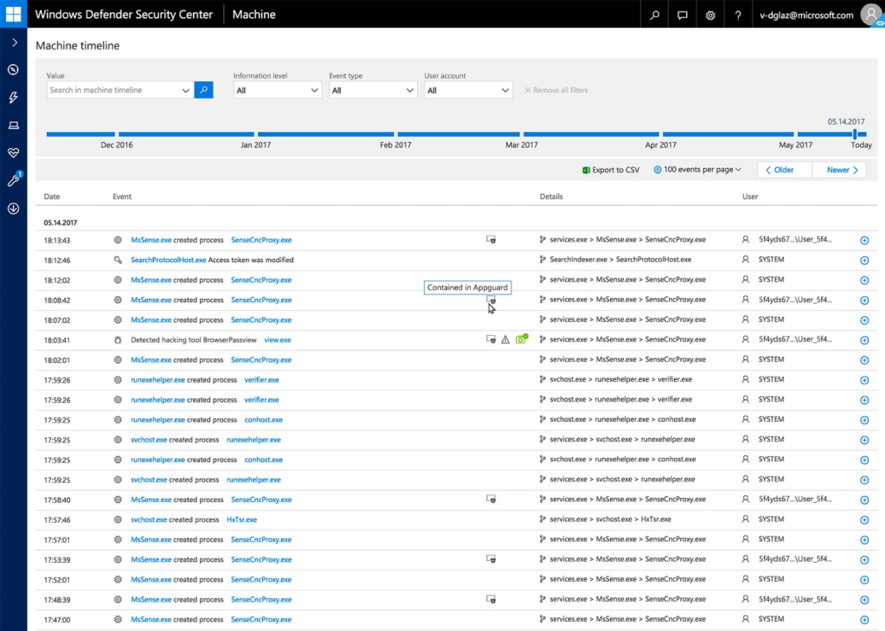 Windows Defender Security Center Machine ? v-dglaz@microsoft.com
Machine timeline
Value Information level Event type User account
Search in machine timeline All All All Remove all filters
05.14.2017
Dec 2016 Jan 2017 Feb 2017 Mar 2017 Apr 2017 May 2017 Today
Export to CSV 100 events per page Older Newer
Date Event Details User
05.14.2017
18:13:43 MsSense.exe created process SenseCncProxy.exe services.exe > MsSense.exe > SenseCncProxy.exe 5f4yds67...\User_5f4...
18:12:46 SearchProtocolHost.exe Access token was modified SearchIndexer.exe > SearchProtocolHost.exe SYSTEM
18:12:02 MsSense.exe created process SenseCncProxy.exe services.exe > MsSense.exe > SenseCncProxy.exe SYSTEM
Contained in Appguard
18:08:42 MsSense.exe created process SenseCncProxy.exe services.exe > MsSense.exe > SenseCncProxy.exe 5f4yds67...\User_5f4...
18:07:02 MsSense.exe created process SenseCncProxy.exe services.exe > MsSense.exe > SenseCncProxy.exe SYSTEM
18:03:41 Detected hacking tool BrowserPassview view.exe services.exe > MsSense.exe > SenseCncProxy.exe 5f4yds67...\User_5f4...
18:02:01 MsSense.exe created process SenseCncProxy.exe services.exe > MsSense.exe > SenseCncProxy.exe SYSTEM
17:59:26 runexehelper.exe created process verifier.exe svchost.exe > runexehelper.exe > verifier.exe SYSTEM
17:59:26 runexehelper.exe created process verifier.exe svchost.exe > runexehelper.exe > verifier.exe SYSTEM
17:59:25 runexehelper.exe created process conhost.exe svchost.exe > runexehelper.exe > conhost.exe SYSTEM
17:59:25 svchost.exe created process runexehelper.exe services.exe > svchost.exe > runexehelper.exe SYSTEM
17:59:25 runexehelper.exe created process conhost.exe svchost.exe > runexehelper.exe > conhost.exe SYSTEM
17:59:25 svchost.exe created process runexehelper.exe services.exe > svchost.exe > runexehelper.exe SYSTEM
17:58:40 MsSense.exe created process SenseCncProxy.exe services.exe > MsSense.exe > SenseCncProxy.exe 5f4yds67...\User_5f4...
17:57:46 svchost.exe created process HxTsr.exe services.exe > svchost.exe > HxTsr.exe SYSTEM
17:57:01 MsSense.exe created process SenseCncProxy.exe services.exe > MsSense.exe > SenseCncProxy.exe SYSTEM
17:53:39 MsSense.exe created process SenseCncProxy.exe services.exe > MsSense.exe > SenseCncProxy.exe 5f4yds67...\User_5f4...
17:52:01 MsSense.exe created process SenseCncProxy.exe services.exe > MsSense.exe > SenseCncProxy.exe SYSTEM
17:48:39 MsSense.exe created process SenseCncProxy.exe services.exe > MsSense.exe > SenseCncProxy.exe 5f4yds67...\User_5f4...
17:47:00 MsSense.exe created process SenseCncProxy.exe services.exe > MsSense.exe > SenseCncProxy.exe SYSTEM